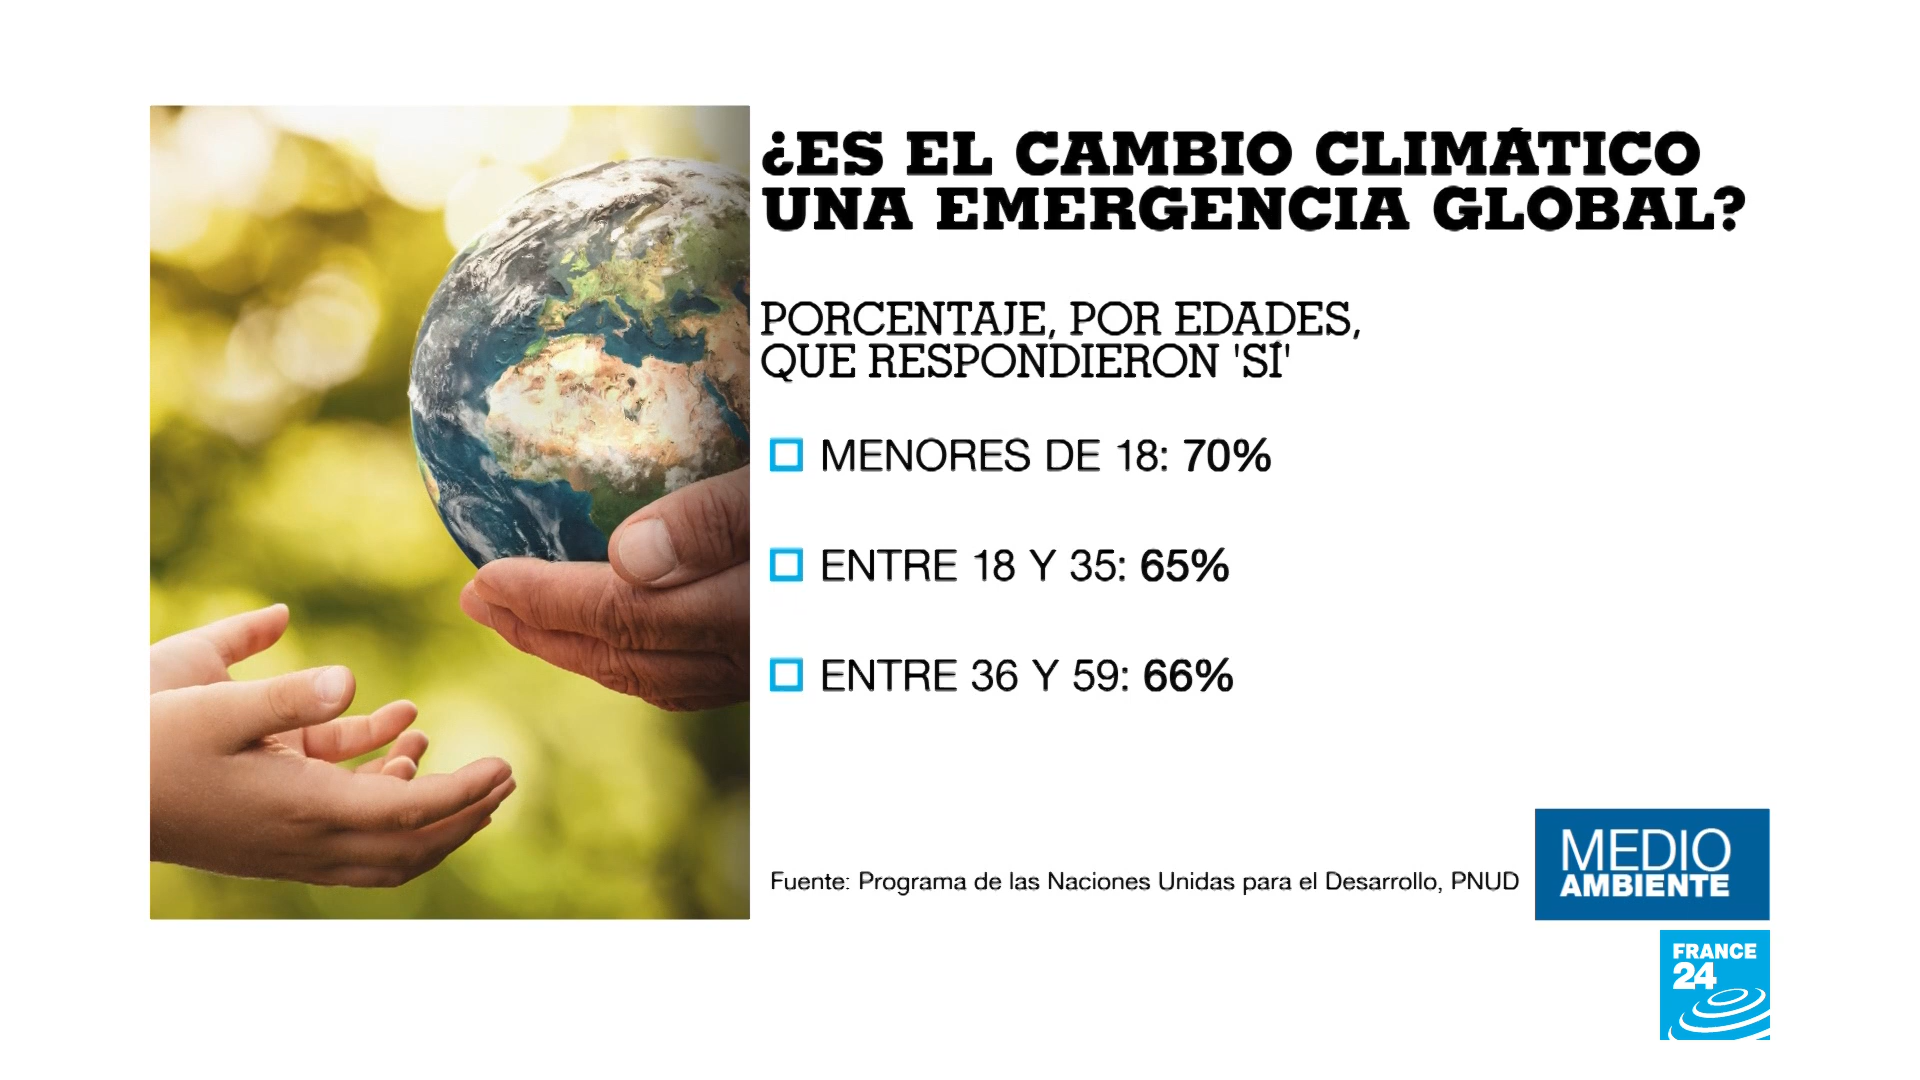 ¿ES EL CAMBIO CLIMÁTICO
UNA EMERGENCIA GLOBAL?
PORCENTAJE, POR EDADES,
QUE RESPONDIERON 'SÍ'
MENORES DE 18: 70%
ENTRE 18 Y 35: 65%
ENTRE 36 Y 59: 66%
Fuente: Programa de las Naciones Unidas para el Desarrollo, PNUD
MEDIO
AMBIENTE
FRANCE
24